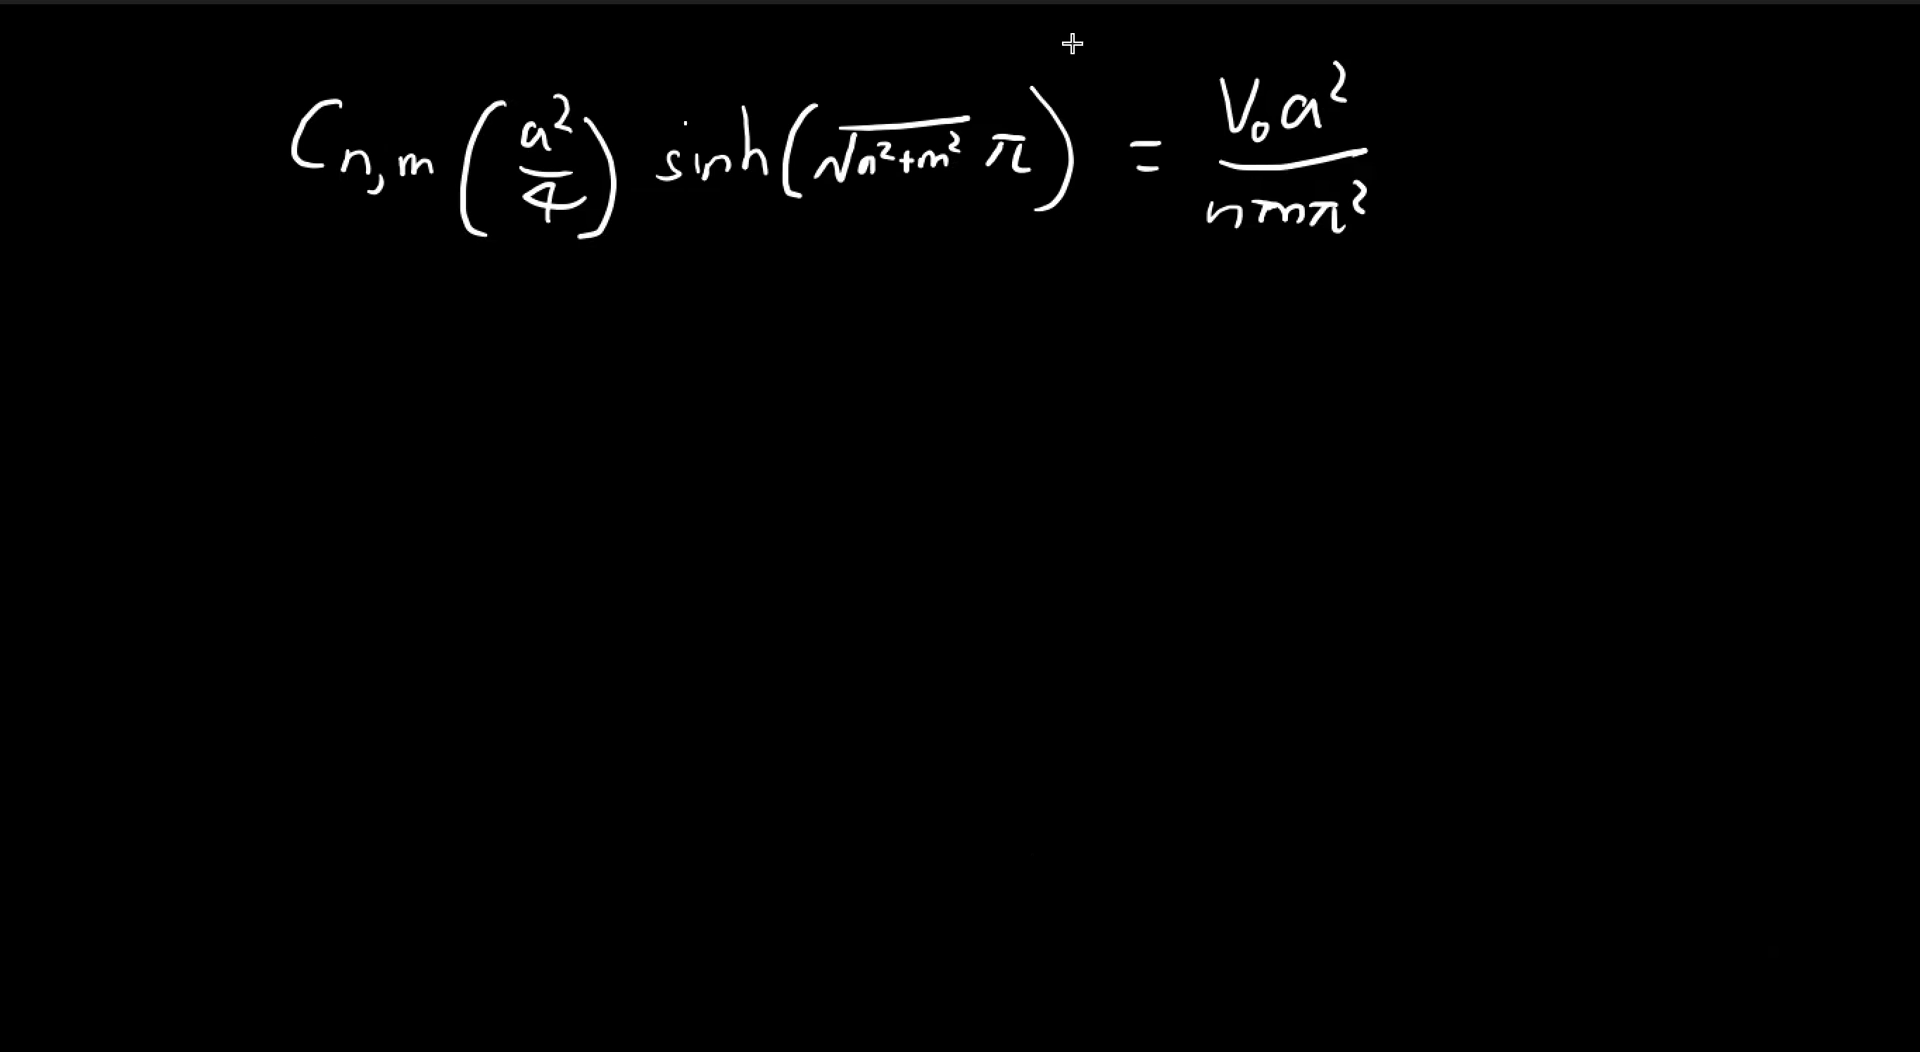 C_{n,m} (a²/4) sinh(√(n²+m²) π) = V₀a²/(nmπ²)